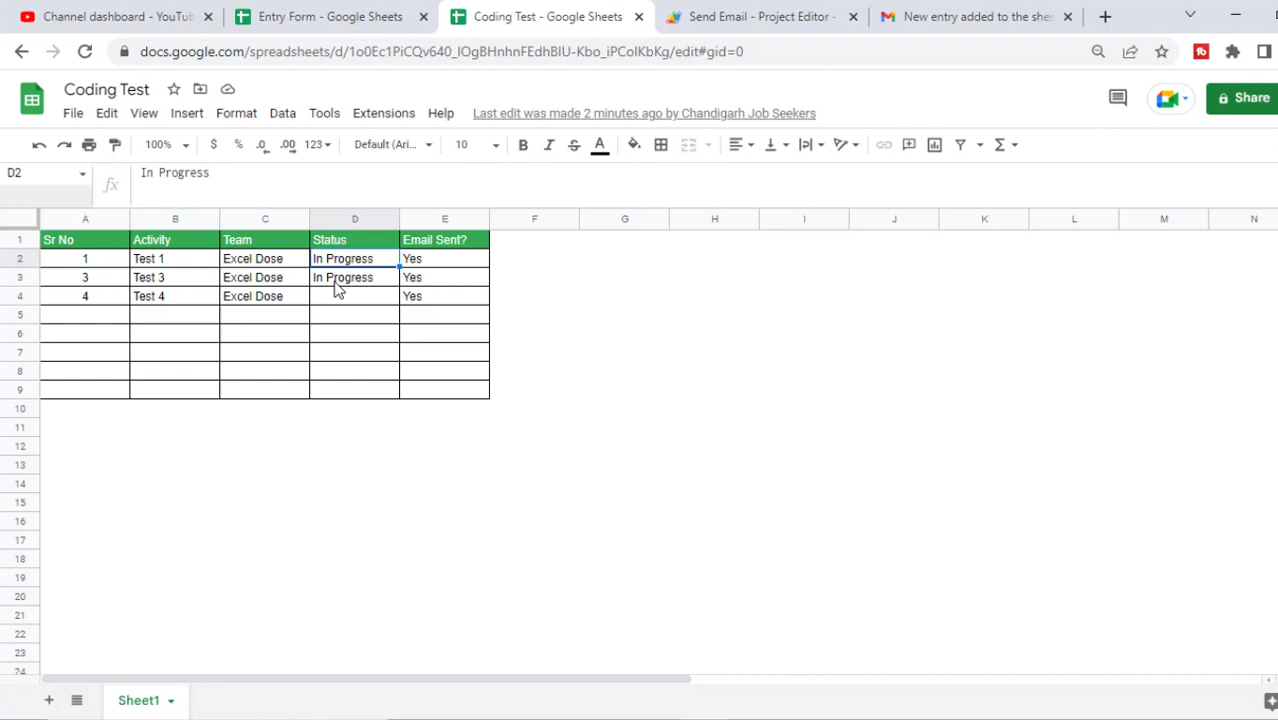 Channel dashboard - YouTu
Entry Form - Google Sheets
Coding Test - Google Sheets
Send Email - Project Editor -
New entry added to the shee
docs.google.com/spreadsheets/d/1o0Ec1PiCQv640_IOgBHnhnFEdhBIU-Kbo_iPColKbKg/edit#gid=0
Coding Test
File Edit View Insert Format Data Tools Extensions Help Last edit was made 2 minutes ago by Chandigarh Job Seekers
Share
100% $ % .0 .00 123 Default (Ari... 10 B I S A
D2 fx In Progress
A B C D E F G H I J K L M N
1 Sr No Activity Team Status Email Sent?
2 1 Test 1 Excel Dose In Progress Yes
3 3 Test 3 Excel Dose In Progress Yes
4 4 Test 4 Excel Dose Yes
5
6
7
8
9
10
11
12
13
14
15
16
17
18
19
20
21
22
23
24
+ Sheet1